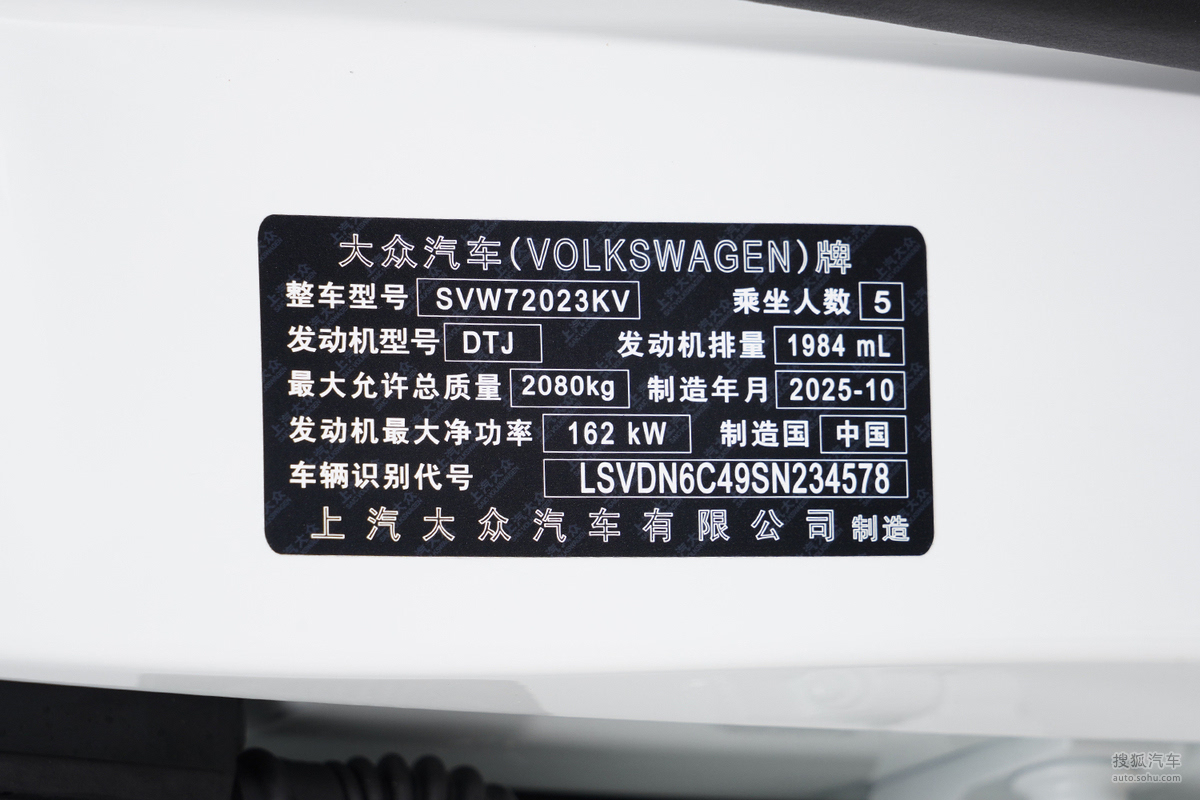 大众汽车(VOLKSWAGEN)牌
整车型号 SVW72023KV 乘坐人数 5
发动机型号 DTJ 发动机排量 1984 mL
最大允许总质量 2080kg 制造年月 2025-10
发动机最大净功率 162 kW 制造国 中国
车辆识别代号 LSVDN6C49SN234578
上汽大众汽车有限公司 制造
搜狐汽车
auto.sohu.com